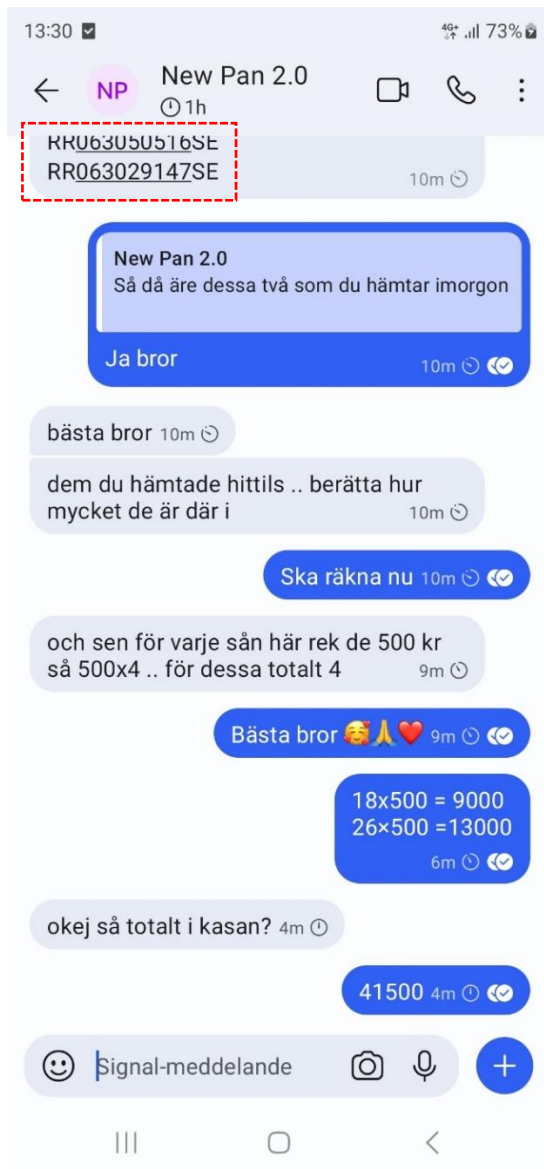 13:30
4G+ 73%
NP
New Pan 2.0
1h
RR063050516SE
RR063029147SE
10m
New Pan 2.0
Så då äre dessa två som du hämtar imorgon
Ja bror 10m
bästa bror 10m
dem du hämtade hittils .. berätta hur
mycket de är där i 10m
Ska räkna nu 10m
och sen för varje sån här rek de 500 kr
så 500x4 .. för dessa totalt 4 9m
Bästa bror 🥰🙏❤️ 9m
18x500 = 9000
26×500 =13000
6m
okej så totalt i kasan? 4m
41500 4m
Signal-meddelande